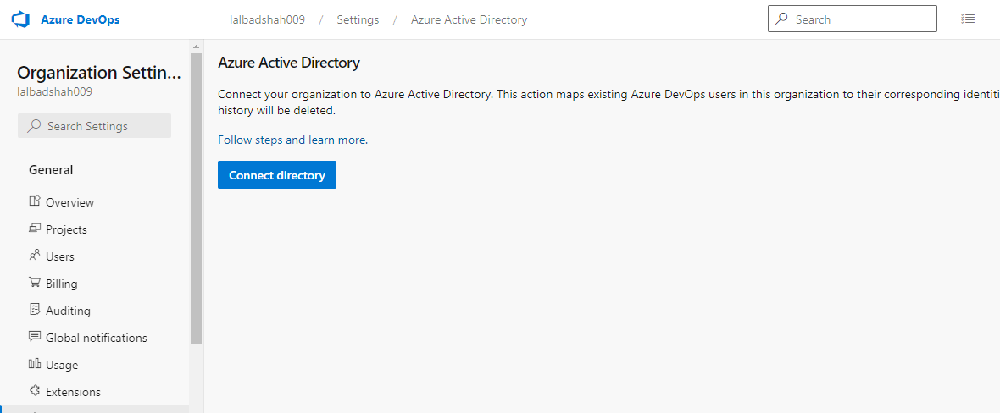 Azure DevOps
lalbadshah009 / Settings / Azure Active Directory
Search
Organization Settin...
lalbadshah009
Search Settings
General
Overview
Projects
Users
Billing
Auditing
Global notifications
Usage
Extensions
Azure Active Directory
Connect your organization to Azure Active Directory. This action maps existing Azure DevOps users in this organization to their corresponding identiti
history will be deleted.
Follow steps and learn more.
Connect directory